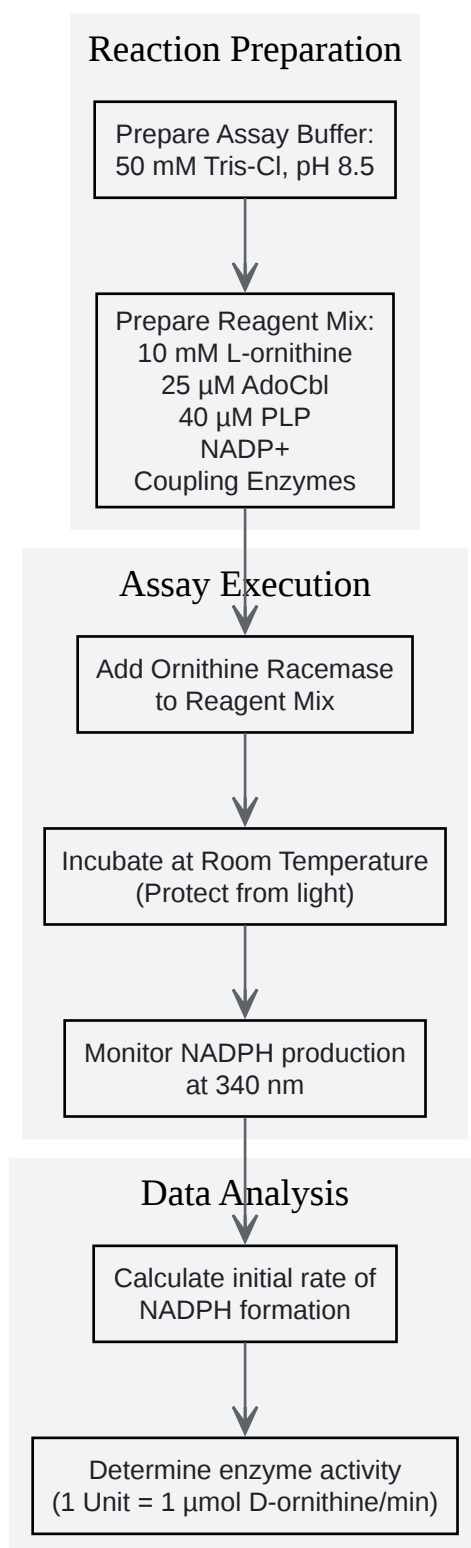 Reaction Preparation
Prepare Assay Buffer:
50 mM Tris-Cl, pH 8.5
Prepare Reagent Mix:
10 mM L-ornithine
25 µM AdoCbl
40 µM PLP
NADP+
Coupling Enzymes
Assay Execution
Add Ornithine Racemase
to Reagent Mix
Incubate at Room Temperature
(Protect from light)
Monitor NADPH production
at 340 nm
Data Analysis
Calculate initial rate of
NADPH formation
Determine enzyme activity
(1 Unit = 1 µmol D-ornithine/min)